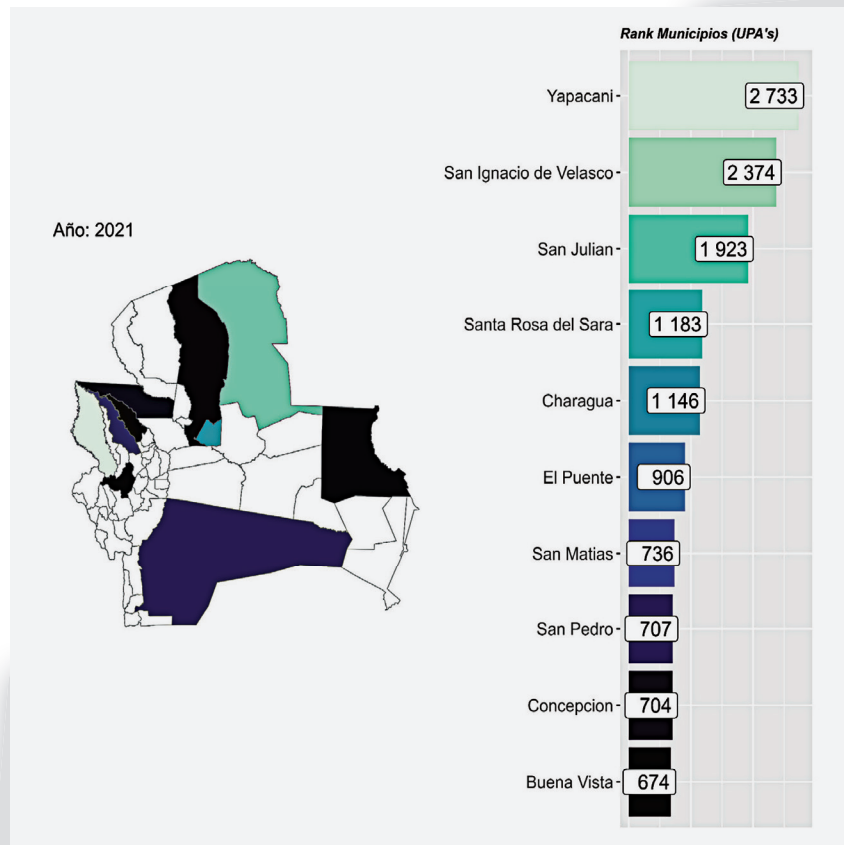 Rank Municipios (UPA's)
Yapacani
2 733
San Ignacio de Velasco
2 374
Año: 2021
San Julian
1 923
Santa Rosa del Sara
1 183
Charagua
1 146
El Puente
906
San Matias
736
San Pedro
707
Concepcion
704
Buena Vista
674